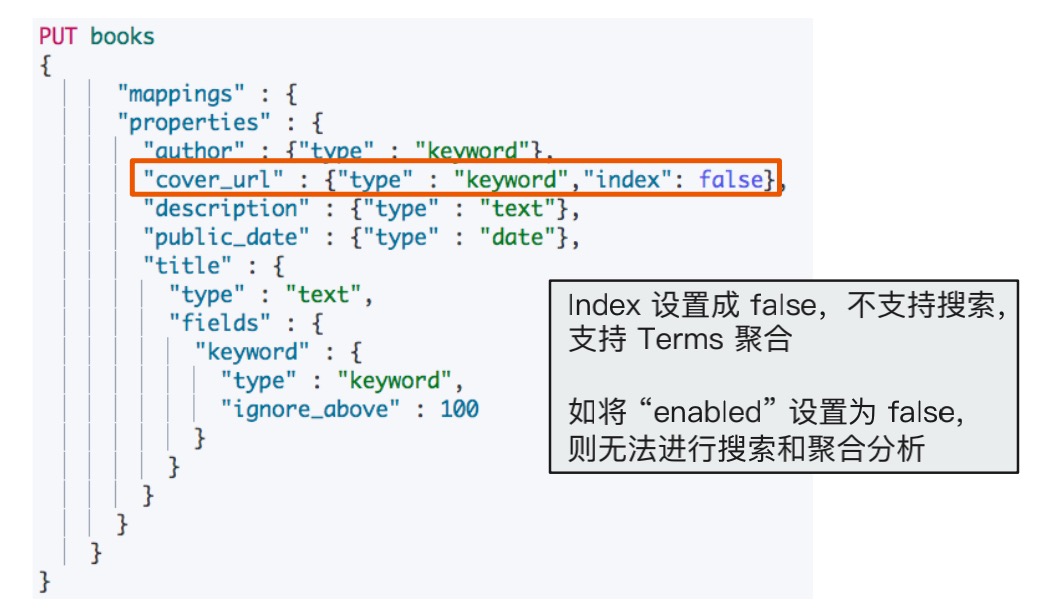 PUT books
{
"mappings" : {
"properties" : {
"author" : {"type" : "keyword"},
"cover_url" : {"type" : "keyword","index": false},
"description" : {"type" : "text"},
"public_date" : {"type" : "date"},
"title" : {
"type" : "text",
"fields" : {
"keyword" : {
"type" : "keyword",
"ignore_above" : 100
}
}
}
}
}
}
Index 设置成 false，不支持搜索，
支持 Terms 聚合
如将 “enabled” 设置为 false，
则无法进行搜索和聚合分析